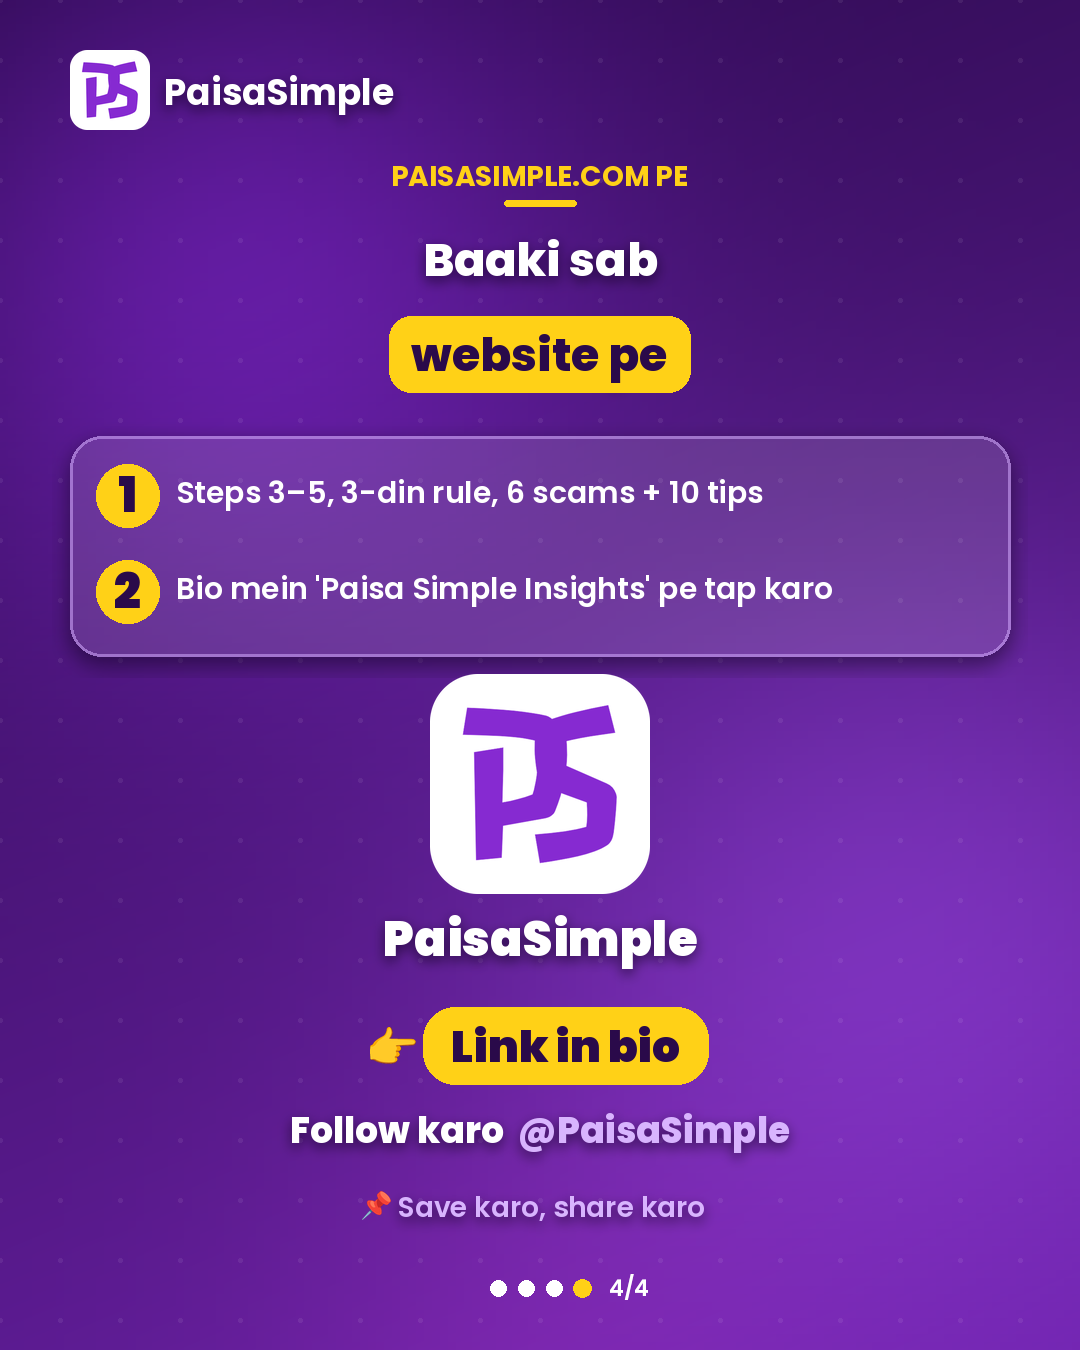 PS
PaisaSimple
PAISASIMPLE.COM PE
Baaki sab
website pe
1 Steps 3–5, 3-din rule, 6 scams + 10 tips
2 Bio mein 'Paisa Simple Insights' pe tap karo
PS
PaisaSimple
👉 Link in bio
Follow karo @PaisaSimple
📌 Save karo, share karo
4/4